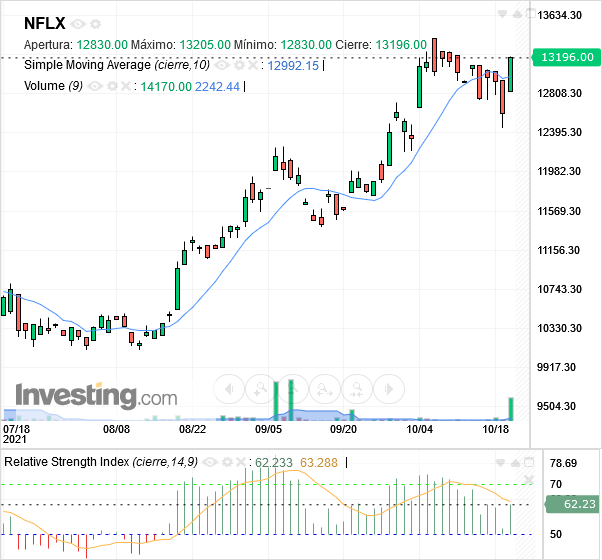 NFLX
13634.30
Apertura: 12830.00 Máximo: 13205.00 Mínimo: 12830.00 Cierre: 13196.00
13196.00
Simple Moving Average (cierre,10) : 12992.15 |
Volume (9) : 14170.00 2242.44 |
12808.30
12395.30
11982.30
11569.30
11156.30
10743.30
10330.30
9917.30
Investing.com
9504.30
07/18 08/08 08/22 09/05 09/20 10/04 10/18
2021
Relative Strength Index (cierre,14,9) : 62.233 63.288 |
78.69
70
62.23
50